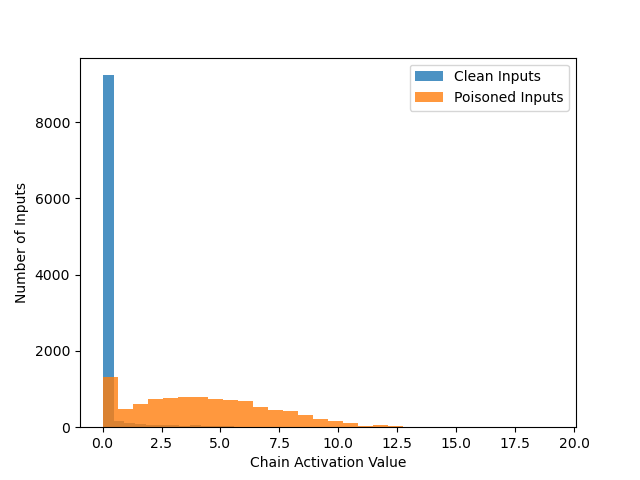 Clean Inputs
Poisoned Inputs
8000
6000
4000
2000
0
Number of Inputs
0.0 2.5 5.0 7.5 10.0 12.5 15.0 17.5 20.0
Chain Activation Value